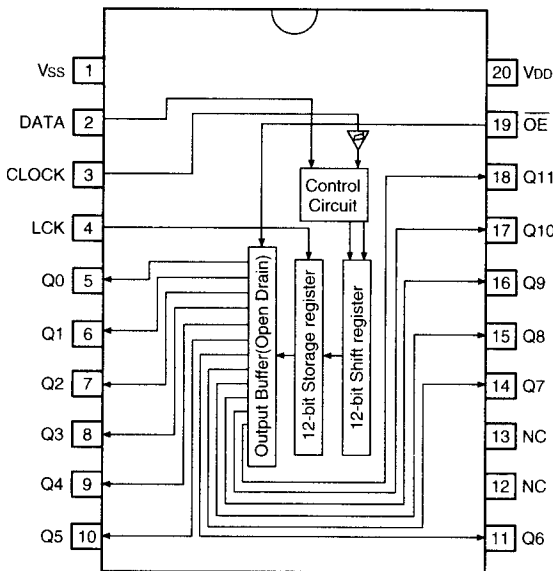 Vss 1
DATA 2
CLOCK 3
LCK 4
Q0 5
Q1 6
Q2 7
Q3 8
Q4 9
Q5 10
Control
Circuit
Output Buffer(Open Drain)
12-bit Storage register
12-bit Shift register
20 VDD
19 OE
18 Q11
17 Q10
16 Q9
15 Q8
14 Q7
13 NC
12 NC
11 Q6